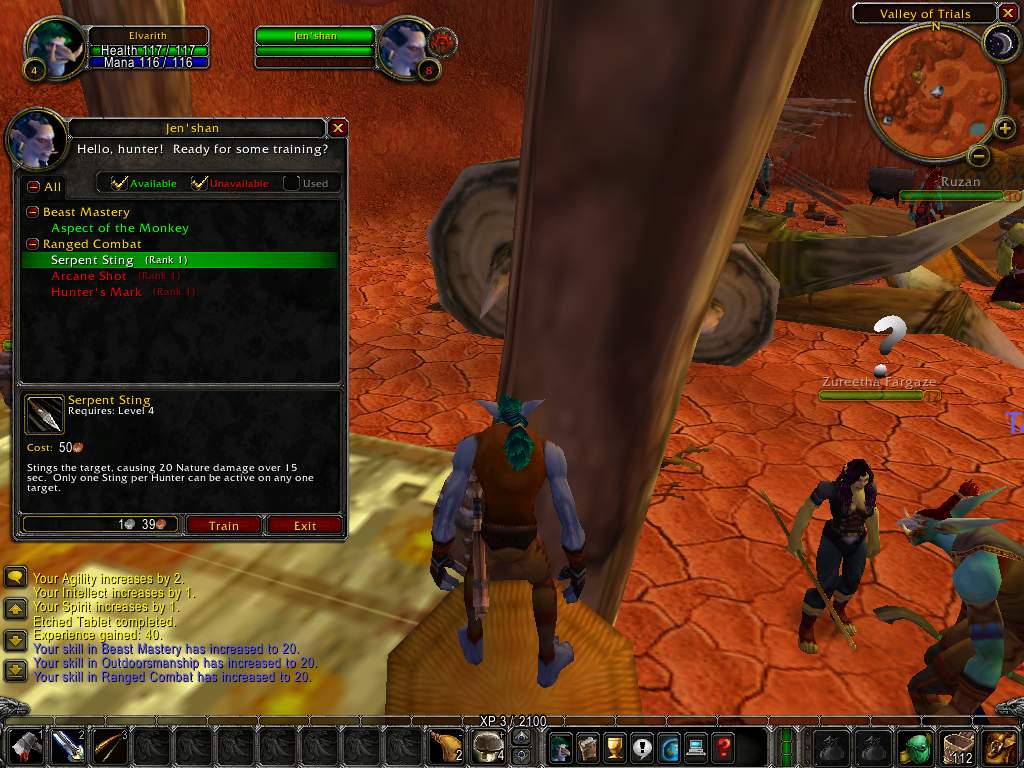 Elvarith
Health 117 / 117
Mana 116 / 116
4
Jen'shan
8
Valley of Trials
N
Jen'shan
Hello, hunter! Ready for some training?
All
Available
Unavailable
Used
Beast Mastery
Aspect of the Monkey
Ranged Combat
Serpent Sting (Rank 1)
Arcane Shot (Rank 1)
Hunter's Mark (Rank 1)
Serpent Sting
Requires: Level 4
Cost: 50
Stings the target, causing 20 Nature damage over 15
sec. Only one Sting per Hunter can be active on any one
target.
1 39
Train
Exit
Ruzan
10
Zureetha Fargaze
12
Your Agility increases by 2.
Your Intellect increases by 1.
Your Spirit increases by 1.
Etched Tablet completed.
Experience gained: 40.
Your skill in Beast Mastery has increased to 20.
Your skill in Outdoorsmanship has increased to 20.
Your skill in Ranged Combat has increased to 20.
XP 3 / 2100
1
2
3
2
4
112